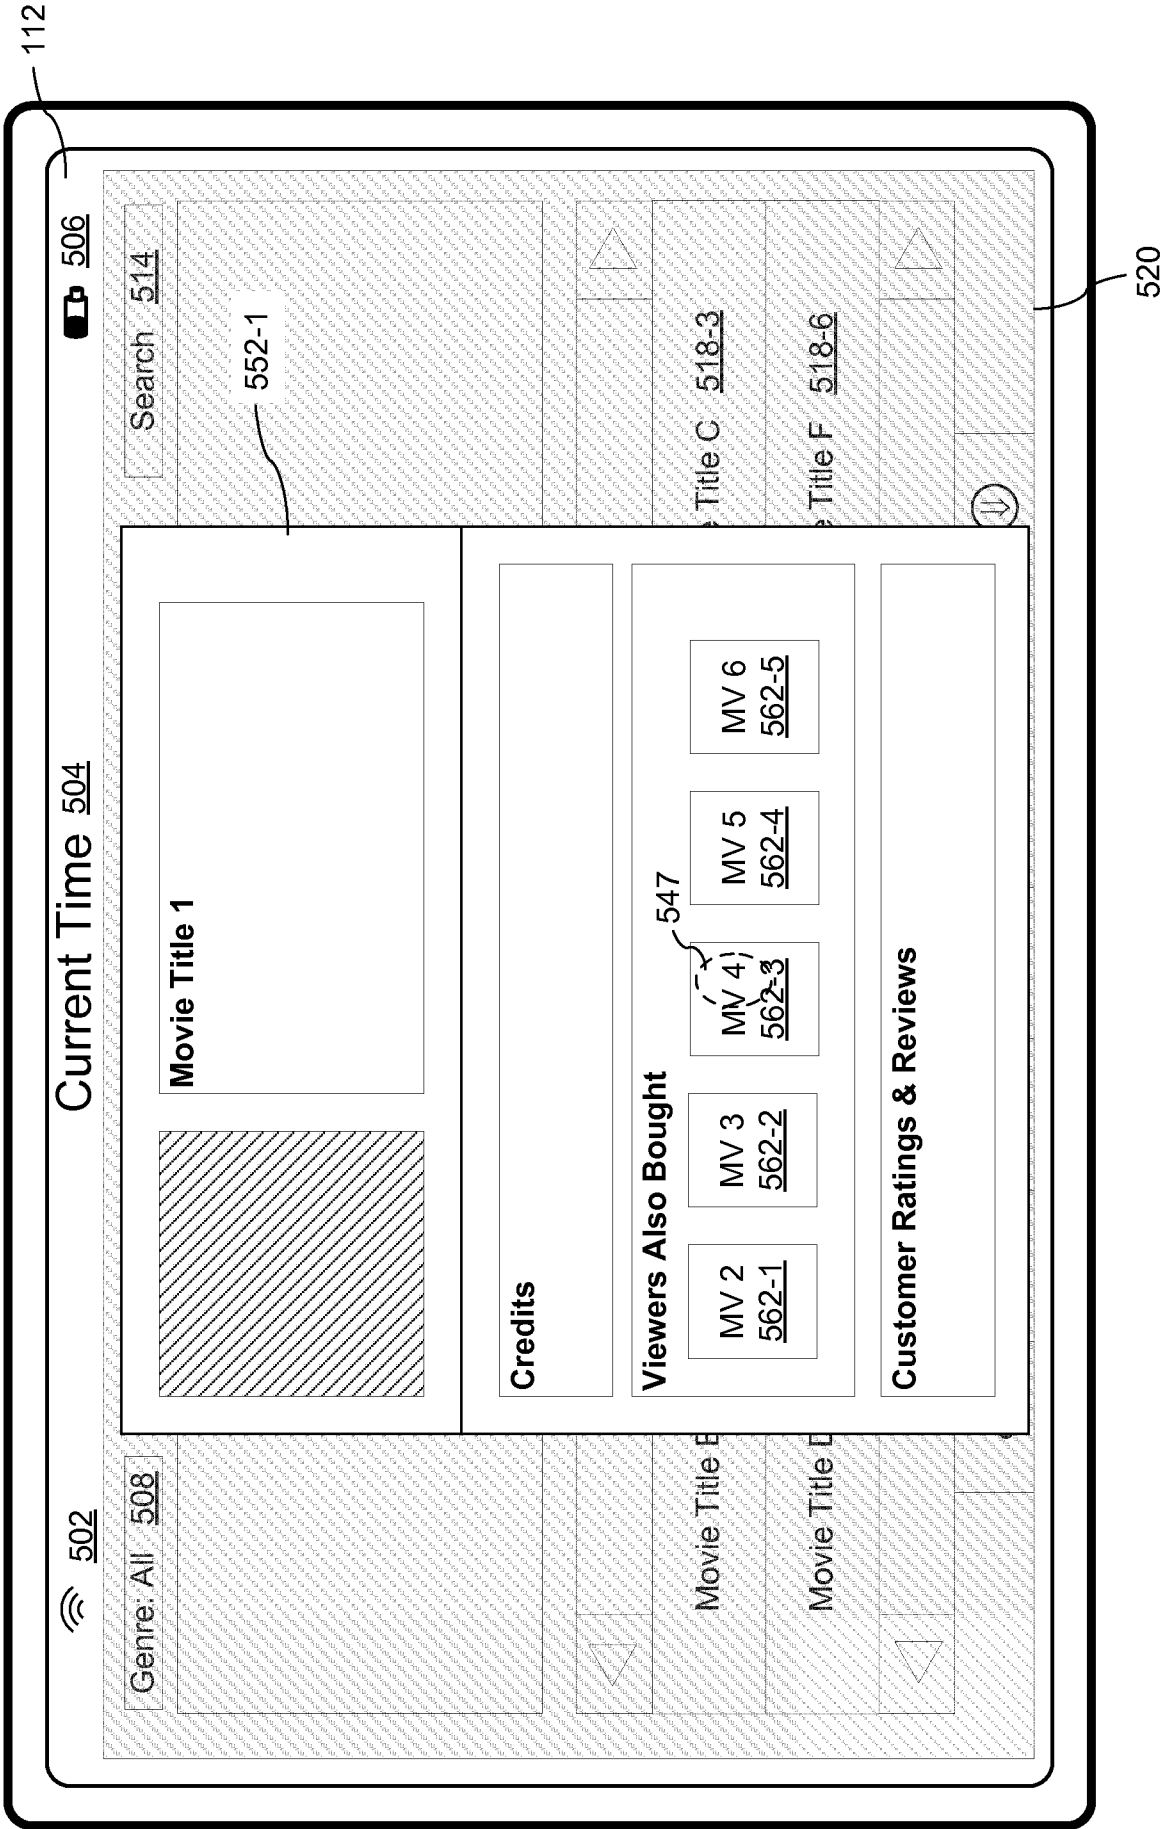 112
502
Current Time 504
506
Genre: All 508
Search 514
552-1
Movie Title 1
Credits
Viewers Also Bought
547
MV 2
562-1
MV 3
562-2
MV 4
562-3
MV 5
562-4
MV 6
562-5
Customer Ratings & Reviews
Movie Title
Title C 518-3
Movie Title
Title F 518-6
520